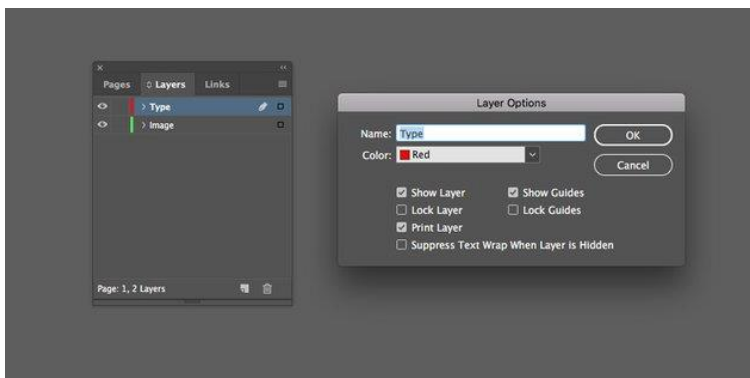 Pages Layers Links
Type
Image
Page: 1, 2 Layers
Layer Options
Name: Type
OK
Color: Red
Cancel
Show Layer Show Guides
Lock Layer Lock Guides
Print Layer
Suppress Text Wrap When Layer is Hidden